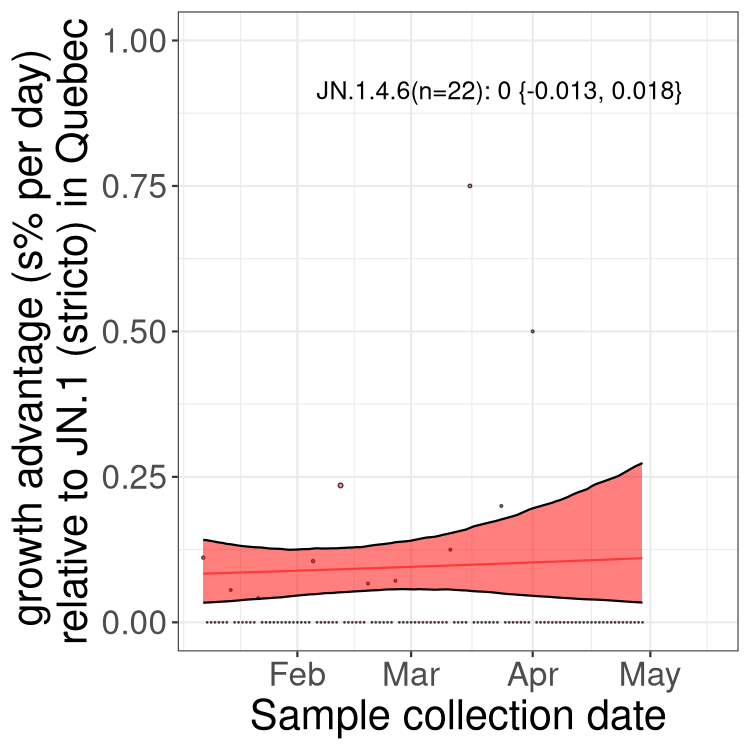 growth advantage (s% per day)
relative to JN.1 (stricto) in Quebec
1.00
0.75
0.50
0.25
0.00
JN.1.4.6(n=22): 0 {-0.013, 0.018}
Feb Mar Apr May
Sample collection date